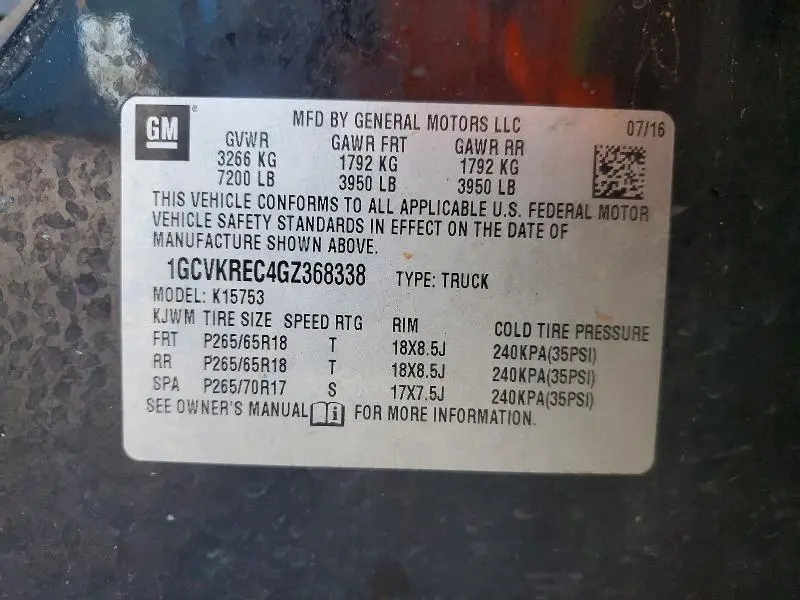 GM ®
MFD BY GENERAL MOTORS LLC 07/16
GVWR GAWR FRT GAWR RR
3266 KG 1792 KG 1792 KG
7200 LB 3950 LB 3950 LB
THIS VEHICLE CONFORMS TO ALL APPLICABLE U.S. FEDERAL MOTOR
VEHICLE SAFETY STANDARDS IN EFFECT ON THE DATE OF
MANUFACTURE SHOWN ABOVE.
1GCVKREC4GZ368338 TYPE: TRUCK
MODEL: K15753
KJWM TIRE SIZE SPEED RTG RIM COLD TIRE PRESSURE
FRT P265/65R18 T 18X8.5J 240KPA(35PSI)
RR P265/65R18 T 18X8.5J 240KPA(35PSI)
SPA P265/70R17 S 17X7.5J 240KPA(35PSI)
SEE OWNER'S MANUAL i FOR MORE INFORMATION.